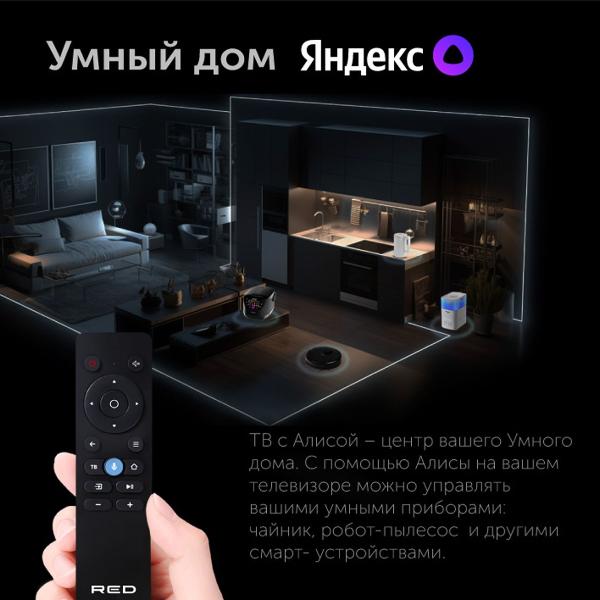 Умный дом Яндекс
ТВ с Алисой – центр вашего Умного
дома. С помощью Алисы на вашем
телевизоре можно управлять
вашими умными приборами:
чайник, робот-пылесос и другими
смарт- устройствами.
ТВ
RED